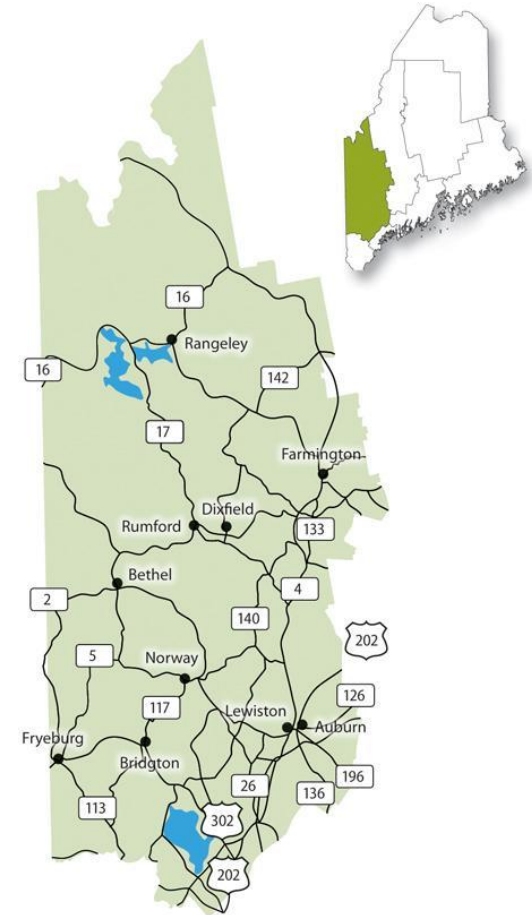 16
Rangeley
16
142
17
Farmington
Dixfield
Rumford
133
Bethel
4
2
140
202
5
Norway
126
117
Lewiston
Auburn
Fryeburg
Bridgton
196
26
136
113
302
202